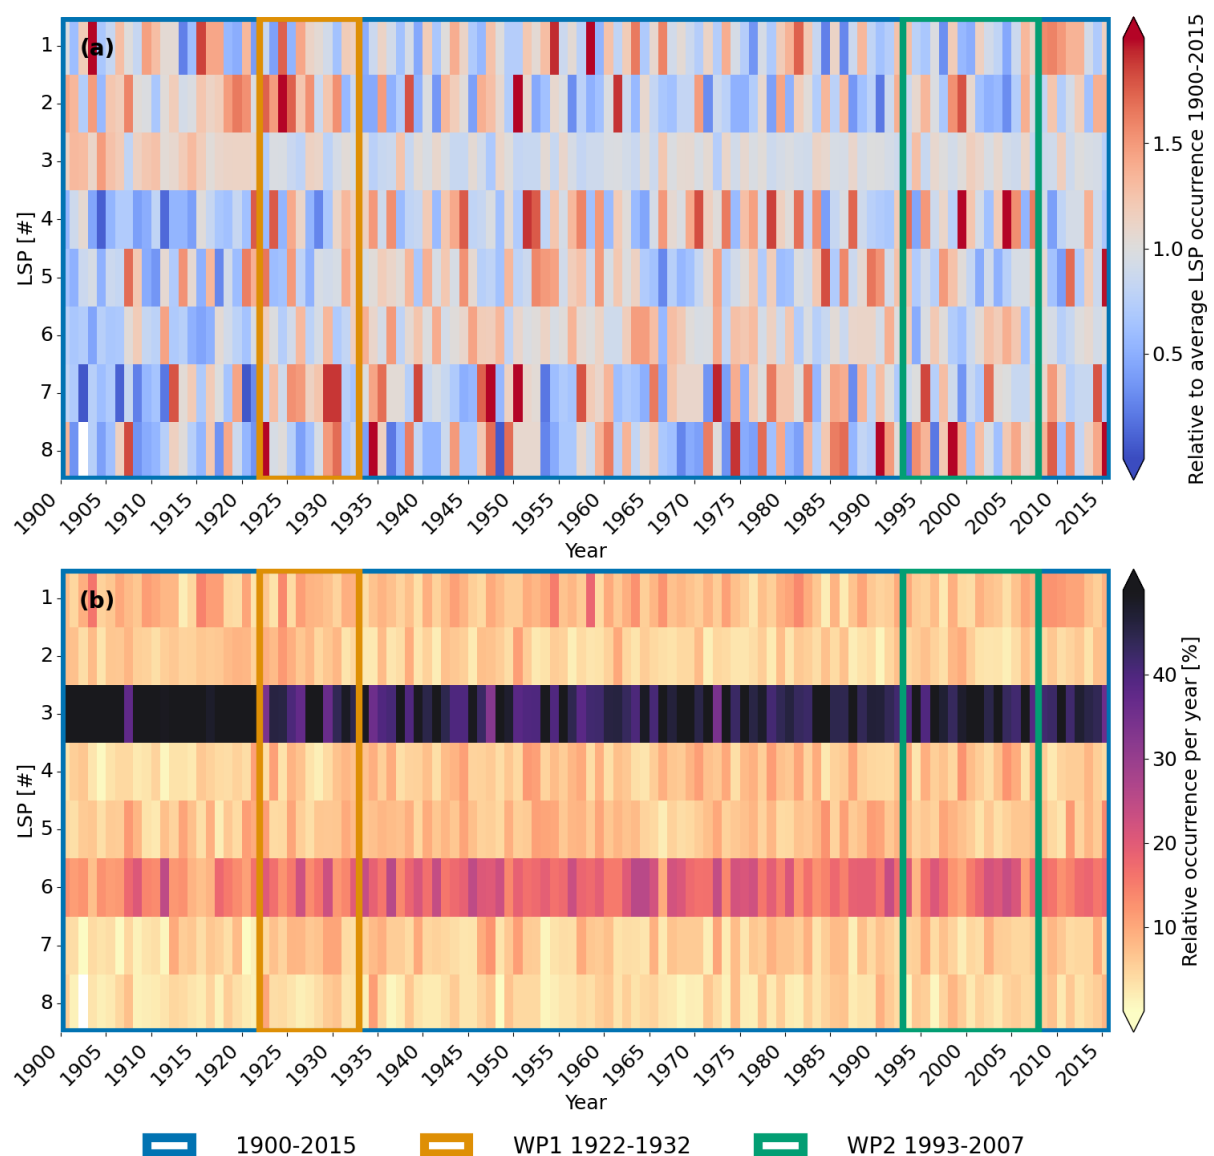 (a)
LSP [#]
1
2
3
4
5
6
7
8
1900 1905 1910 1915 1920 1925 1930 1935 1940 1945 1950 1955 1960 1965 1970 1975 1980 1985 1990 1995 2000 2005 2010 2015
Year
1.5
1.0
0.5
Relative to average LSP occurrence 1900-2015
(b)
LSP [#]
1
2
3
4
5
6
7
8
1900 1905 1910 1915 1920 1925 1930 1935 1940 1945 1950 1955 1960 1965 1970 1975 1980 1985 1990 1995 2000 2005 2010 2015
Year
40
30
20
10
Relative occurrence per year [%]
1900-2015 WP1 1922-1932 WP2 1993-2007